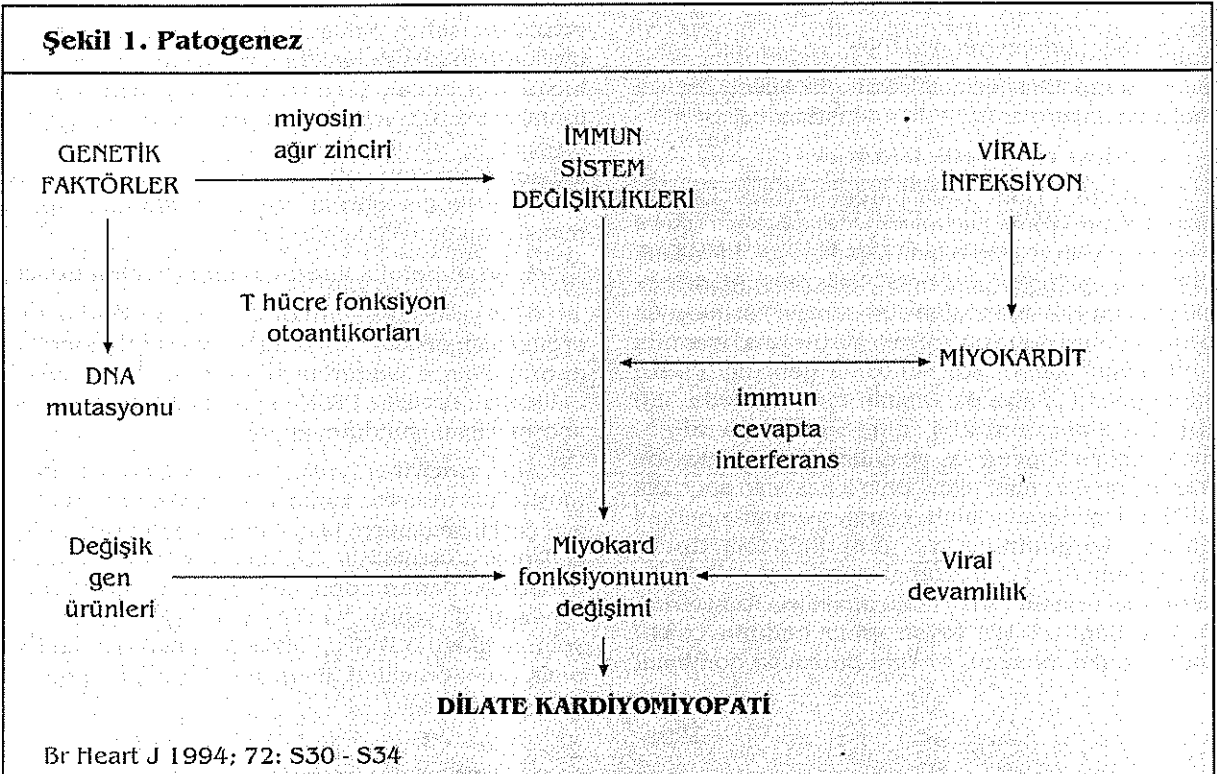 Şekil 1. Patogenez
GENETİK
FAKTÖRLER
miyosin
ağır zinciri
İMMUN
SİSTEM
DEĞİŞİKLİKLERİ
VİRAL
İNFEKSİYON
T hücre fonksiyon
otoantikorları
DNA
mutasyonu
MİYOKARDİT
immun
cevapta
interferans
Değişik
gen
ürünleri
Miyokard
fonksiyonunun
değişimi
Viral
devamlılık
DİLATE KARDİYOMİYOPATİ
Br Heart J 1994; 72: S30 - S34